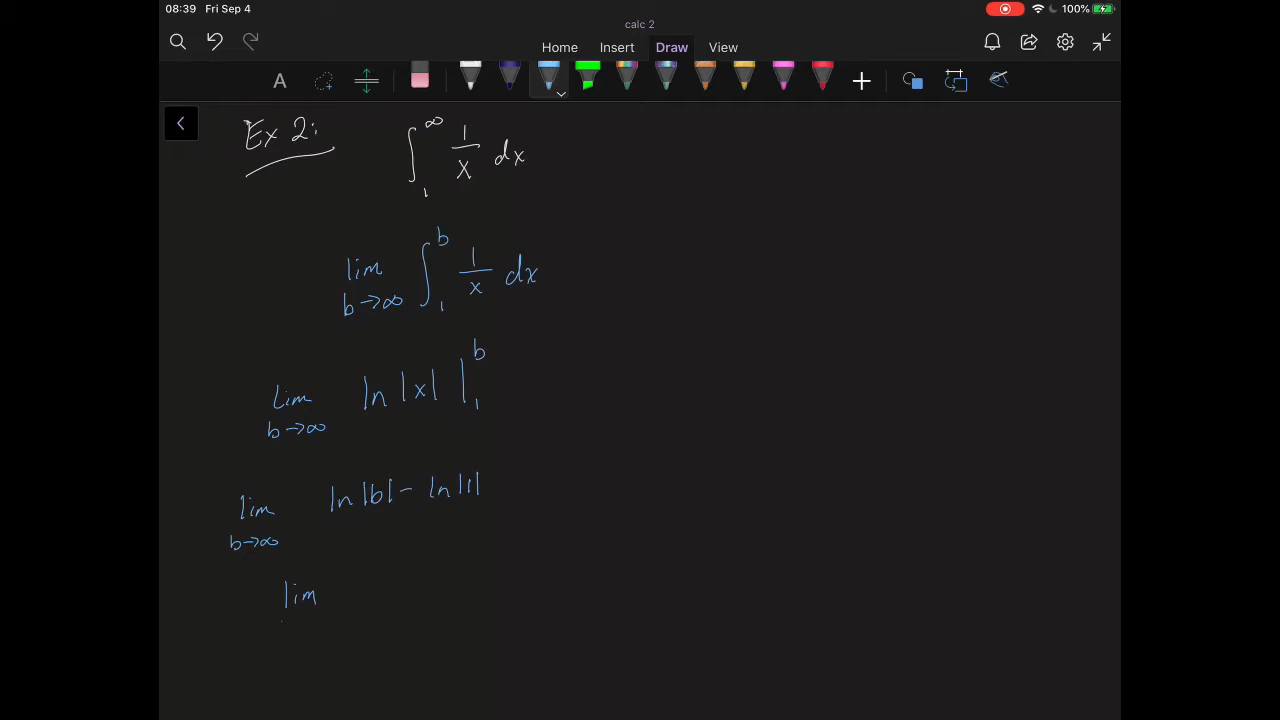 08:39 Fri Sep 4 100%
calc 2
Home Insert Draw View
A
Ex 2: ∫₁^∞ 1/x dx
lim b→∞ ∫₁^b 1/x dx
lim b→∞ ln |x| |₁^b
lim b→∞ ln|b| - ln|1|
lim